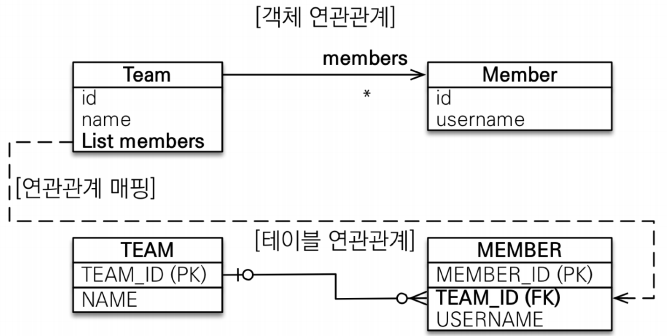 [객체 연관관계]
members
Team
Member
*
id
name
List members
id
username
[연관관계 매핑]
[테이블 연관관계]
TEAM
TEAM_ID (PK)
NAME
MEMBER
MEMBER_ID (PK)
TEAM_ID (FK)
USERNAME